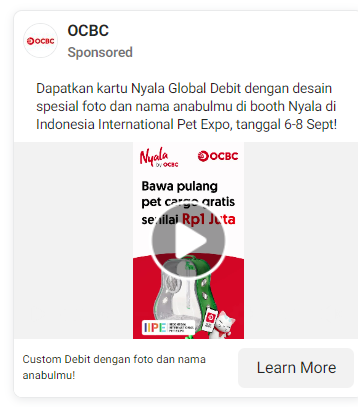 OCBC
OCBC
Sponsored
Dapatkan kartu Nyala Global Debit dengan desain
spesial foto dan nama anabulmu di booth Nyala di
Indonesia International Pet Expo, tanggal 6-8 Sept!
Nyala
by OCBC
OCBC
Bawa pulang
pet cargo gratis
senilai Rp1 Juta
IIPE
INDONESIA
INTERNATIONAL
PET EXPO
Custom Debit dengan foto dan nama
anabulmu!
Learn More